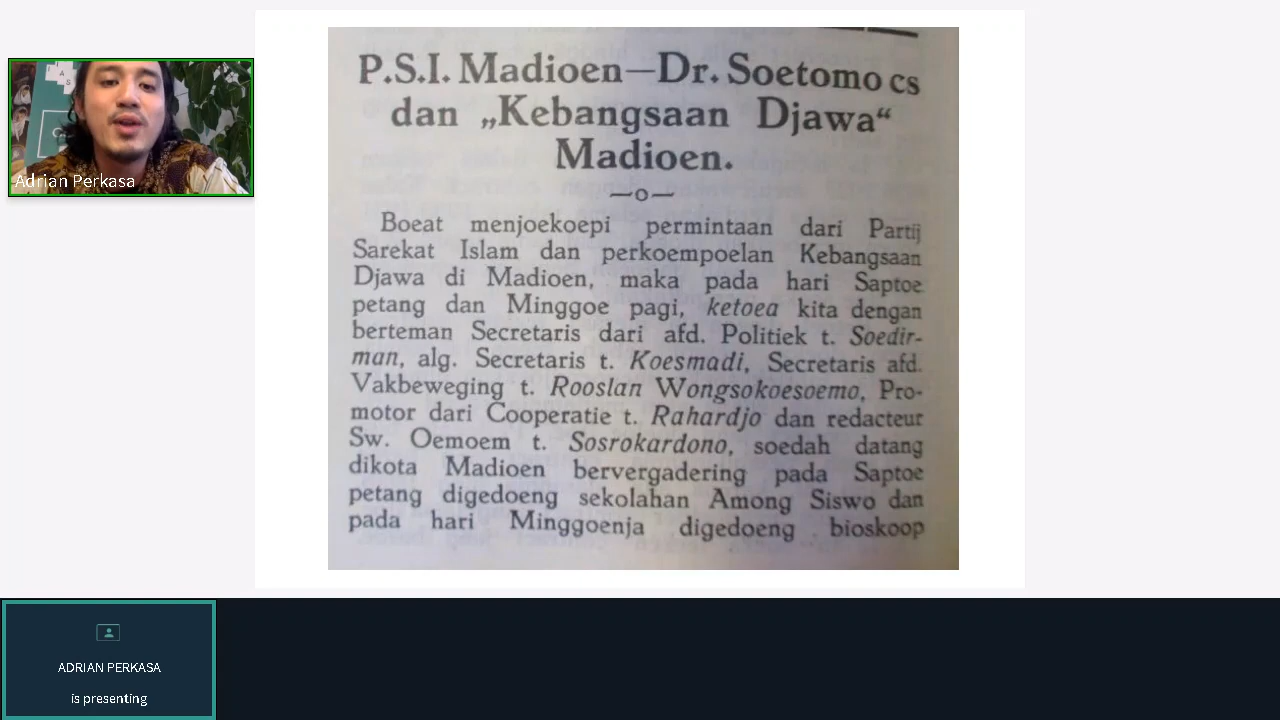 P.S.I. Madioen—Dr. Soetomo cs
dan „Kebangsaan Djawa“
Madioen.
—o—
Boeat menjoekoepi permintaan dari Partij
Sarekat Islam dan perkoempoelan Kebangsaan
Djawa di Madioen, maka pada hari Saptoe
petang dan Minggoe pagi, ketoea kita dengan
berteman Secretaris dari afd. Politiek t. Soedir-
man, alg. Secretaris t. Koesmadi, Secretaris afd.
Vakbeweging t. Rooslan Wongsokoesoemo, Pro-
motor dari Cooperatie t. Rahardjo dan redacteur
Sw. Oemoem t. Sosrokardono, soedah datang
dikota Madioen bervergadering pada Saptoe
petang digedoeng sekolahan Among Siswo dan
pada hari Minggoenja digedoeng bioskoop
Adrian Perkasa
ADRIAN PERKASA
is presenting